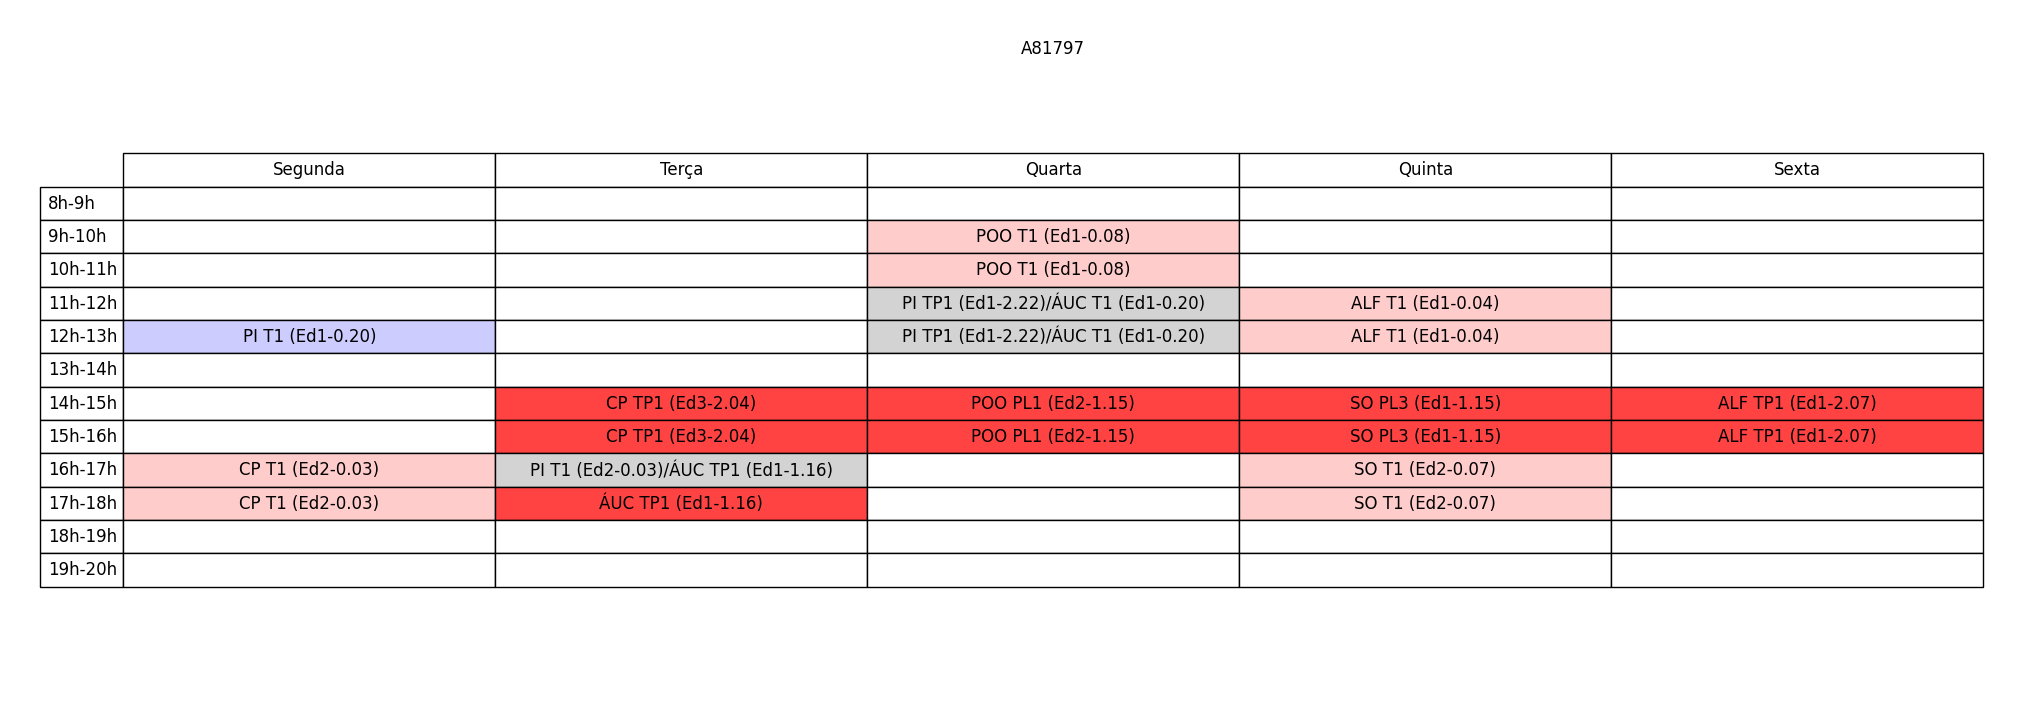 A81797
Segunda Terça Quarta Quinta Sexta
8h-9h
9h-10h POO T1 (Ed1-0.08)
10h-11h POO T1 (Ed1-0.08)
11h-12h PI TP1 (Ed1-2.22)/ÁUC T1 (Ed1-0.20) ALF T1 (Ed1-0.04)
12h-13h PI T1 (Ed1-0.20) PI TP1 (Ed1-2.22)/ÁUC T1 (Ed1-0.20) ALF T1 (Ed1-0.04)
13h-14h
14h-15h CP TP1 (Ed3-2.04) POO PL1 (Ed2-1.15) SO PL3 (Ed1-1.15) ALF TP1 (Ed1-2.07)
15h-16h CP TP1 (Ed3-2.04) POO PL1 (Ed2-1.15) SO PL3 (Ed1-1.15) ALF TP1 (Ed1-2.07)
16h-17h CP T1 (Ed2-0.03) PI T1 (Ed2-0.03)/ÁUC TP1 (Ed1-1.16) SO T1 (Ed2-0.07)
17h-18h CP T1 (Ed2-0.03) ÁUC TP1 (Ed1-1.16) SO T1 (Ed2-0.07)
18h-19h
19h-20h